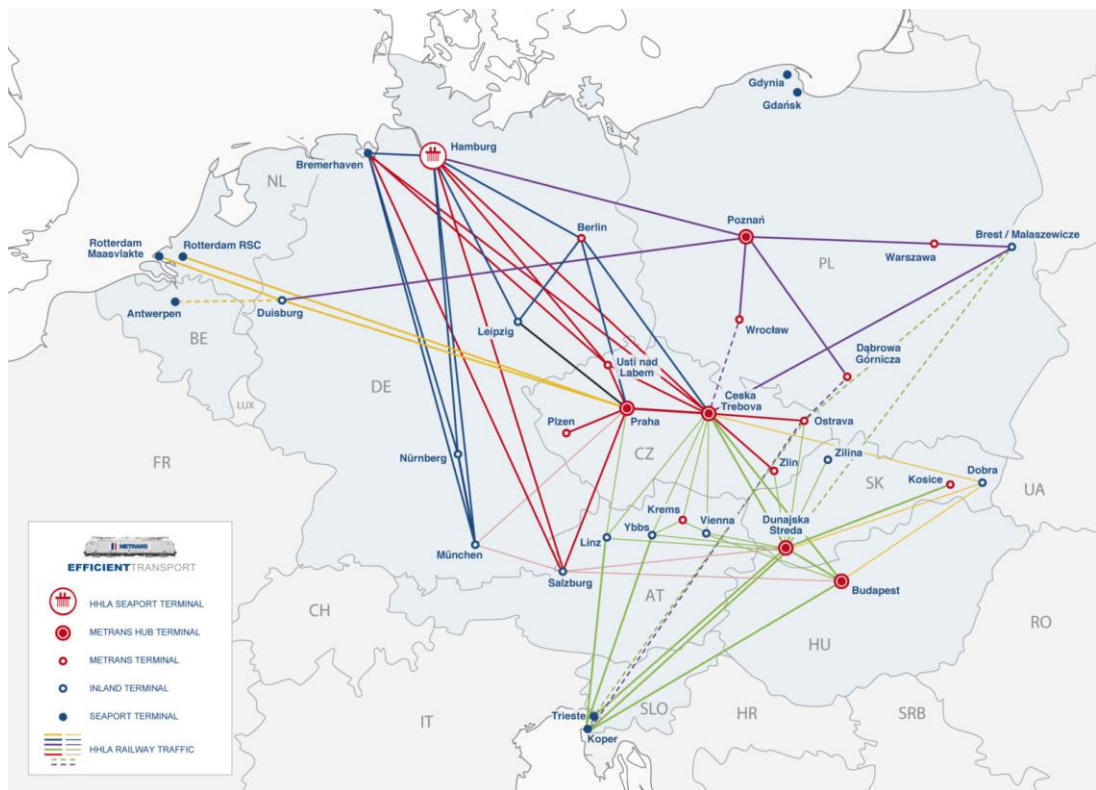 Gdynia
Gdańsk
Hamburg
Bremerhaven
NL
Poznań
Berlin
Rotterdam
Maasvlakte
Rotterdam RSC
Brest / Malaszewicze
Warszawa
PL
Antwerpen
Duisburg
BE
Leipzig
Wrocław
Dąbrowa
Górnicza
Usti nad
Labem
DE
LUX
Ceska
Trebova
Praha
Plzen
Ostrava
CZ
Nürnberg
Zlin
Zilina
FR
SK
Kosice
Dobra
UA
Krems
Ybbs
Vienna
Dunajska
Streda
Linz
München
Salzburg
Budapest
AT
CH
HU
RO
IT
Trieste
Koper
SLO
HR
SRB
METRANS
EFFICIENTTRANSPORT
HHLA SEAPORT TERMINAL
METRANS HUB TERMINAL
METRANS TERMINAL
INLAND TERMINAL
SEAPORT TERMINAL
HHLA RAILWAY TRAFFIC